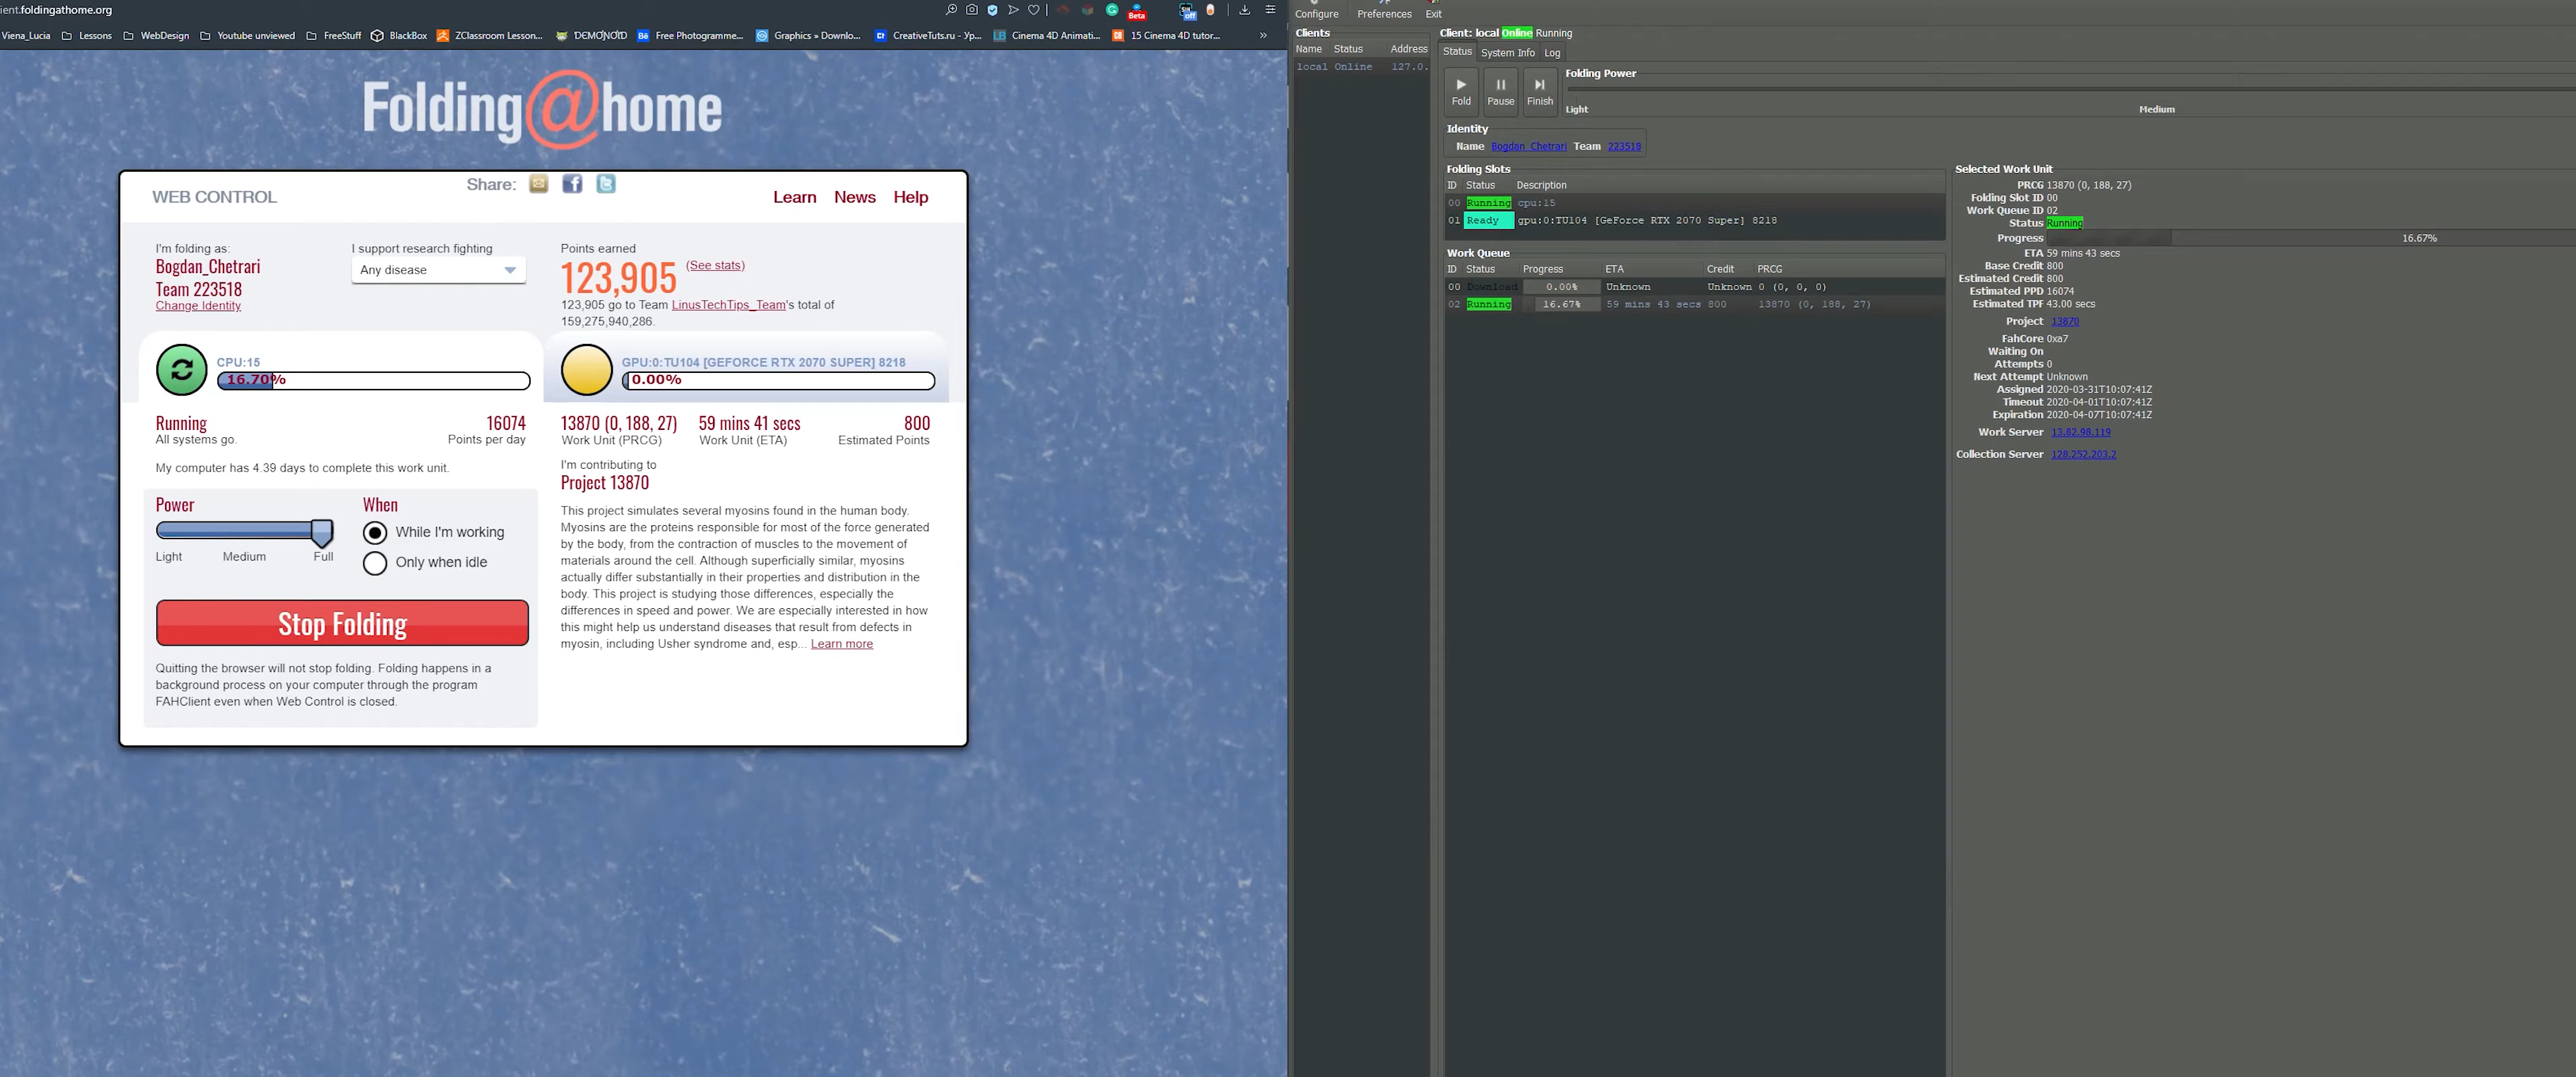 ient.foldingathome.org
Beta
off
Viena_Lucia Lessons WebDesign Youtube unviewed FreeStuff BlackBox ZClassroom Lesson... DEMONOID Free Photogramme... Graphics » Downlo... CreativeTuts.ru - Ур... Cinema 4D Animati... 15 Cinema 4D tutor... »
Folding@home
WEB CONTROL Share: Learn News Help
I'm folding as:
Bogdan_Chetrari
Team 223518
Change Identity
I support research fighting
Any disease
Points earned
123,905 (See stats)
123,905 go to Team LinusTechTips_Team's total of
159,275,940,286.
CPU:15
16.70%
GPU:0:TU104 [GEFORCE RTX 2070 SUPER] 8218
0.00%
Running 16074
All systems go. Points per day
My computer has 4.39 days to complete this work unit.
Power
Light Medium Full
When
While I'm working
Only when idle
Stop Folding
Quitting the browser will not stop folding. Folding happens in a
background process on your computer through the program
FAHClient even when Web Control is closed.
13870 (0, 188, 27) 59 mins 41 secs 800
Work Unit (PRCG) Work Unit (ETA) Estimated Points
I'm contributing to
Project 13870
This project simulates several myosins found in the human body.
Myosins are the proteins responsible for most of the force generated
by the body, from the contraction of muscles to the movement of
materials around the cell. Although superficially similar, myosins
actually differ substantially in their properties and distribution in the
body. This project is studying those differences, especially the
differences in speed and power. We are especially interested in how
this might help us understand diseases that result from defects in
myosin, including Usher syndrome and, esp... Learn more
Configure Preferences Exit
Clients
Name Status Address
local Online 127.0.
Client: local Online Running
Status System Info Log
Fold Pause Finish
Folding Power
Light Medium
Identity
Name Bogdan_Chetrari Team 223518
Folding Slots
ID Status Description
00 Running cpu:15
01 Ready gpu:0:TU104 [GeForce RTX 2070 Super] 8218
Work Queue
ID Status Progress ETA Credit PRCG
00 Download 0.00% Unknown Unknown 0 (0, 0, 0)
02 Running 16.67% 59 mins 43 secs 800 13870 (0, 188, 27)
Selected Work Unit
PRCG 13870 (0, 188, 27)
Folding Slot ID 00
Work Queue ID 02
Status Running
Progress 16.67%
ETA 59 mins 43 secs
Base Credit 800
Estimated Credit 800
Estimated PPD 16074
Estimated TPF 43.00 secs
Project 13870
FahCore 0xa7
Waiting On
Attempts 0
Next Attempt Unknown
Assigned 2020-03-31T10:07:41Z
Timeout 2020-04-01T10:07:41Z
Expiration 2020-04-07T10:07:41Z
Work Server 13.82.98.119
Collection Server 128.252.203.2